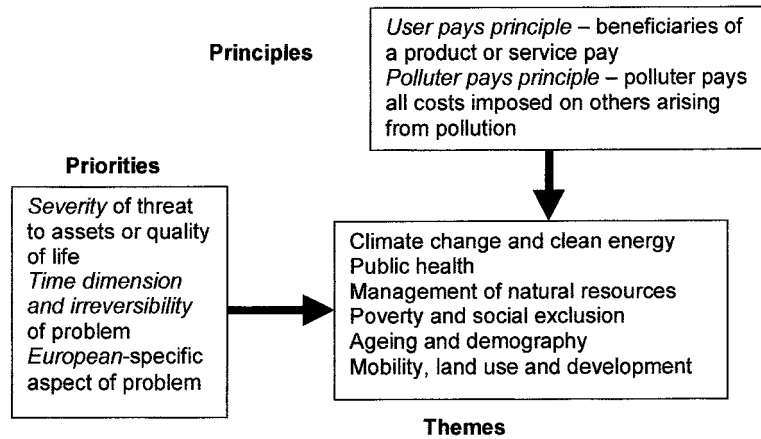 Principles
User pays principle – beneficiaries of
a product or service pay
Polluter pays principle – polluter pays
all costs imposed on others arising
from pollution
Priorities
Severity of threat
to assets or quality
of life
Time dimension
and irreversibility
of problem
European-specific
aspect of problem
Climate change and clean energy
Public health
Management of natural resources
Poverty and social exclusion
Ageing and demography
Mobility, land use and development
Themes